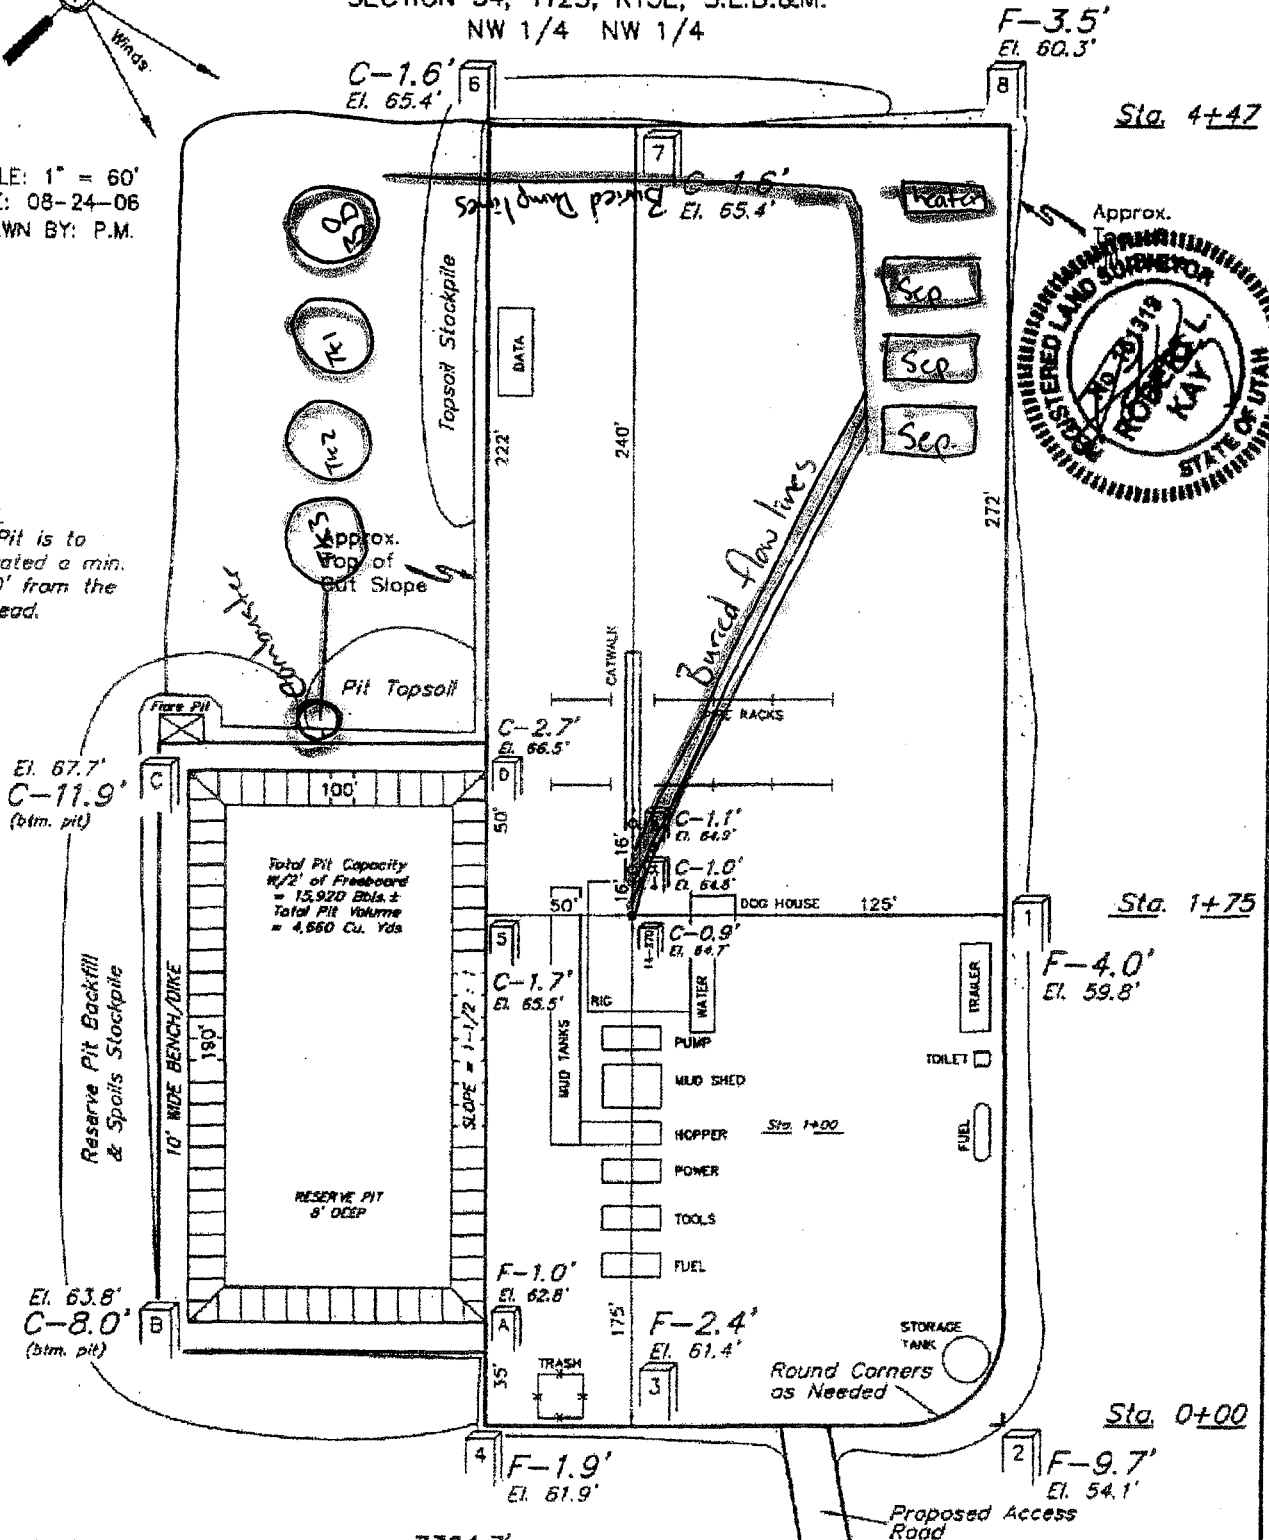 NW 1/4 NW 1/4
F-3.5'
El. 60.3'
Winds
C-1.6'
El. 65.4'
6
8
Sta. 4+47
7
C-1.6'
El. 65.4'
Buried Dumplines
heater
1" = 60'
08-24-06
BY: P.M.
Approx.
REGISTERED LAND SURVEYOR
No. 161319
ROBERT L.
KAY
STATE OF UTAH
BD
TK1
TK2
TK3
Topsoil Stockpile
DATA
222'
240'
272'
Sep
Sep
Sep.
Buried flow lines
Pit is to
a min.
from the
Approx.
Top of
Cut Slope
Combuster
Pit Topsoil
Flare Pit
CATWALK
RACKS
C-2.7'
El. 66.5'
D
El. 67.7'
C-11.9'
(btm. pit)
C
100'
50'
C-1.1'
El. 64.9'
16'
C-1.0'
El. 64.8'
16'
Total Pit Capacity
W/2' of Freeboard
= 15,920 Bbls.±
Total Pit Volume
= 4,660 Cu. Yds
50'
DOG HOUSE
125'
1
Sta. 1+75
5
C-0.9'
El. 64.7'
F-4.0'
El. 59.8'
C-1.7'
El. 65.5'
RIG
WATER
TRAILER
MUD TANKS
PUMP
TOILET
MUD SHED
Reserve Pit Backfill
& Spoils Stockpile
10' WIDE BENCH/DIKE
190'
SLOPE = 1-1/2 : 1
HOPPER
Sta. 1+00
FUEL
POWER
TOOLS
FUEL
RESERVE PIT
8' DEEP
F-1.0'
El. 62.8'
A
El. 63.8'
C-8.0'
(btm. pit)
B
175'
F-2.4'
El. 61.4'
3
STORAGE
TANK
35'
TRASH
Round Corners
as Needed
Sta. 0+00
4
F-1.9'
El. 61.9'
2
F-9.7'
El. 54.1'
Proposed Access
Road